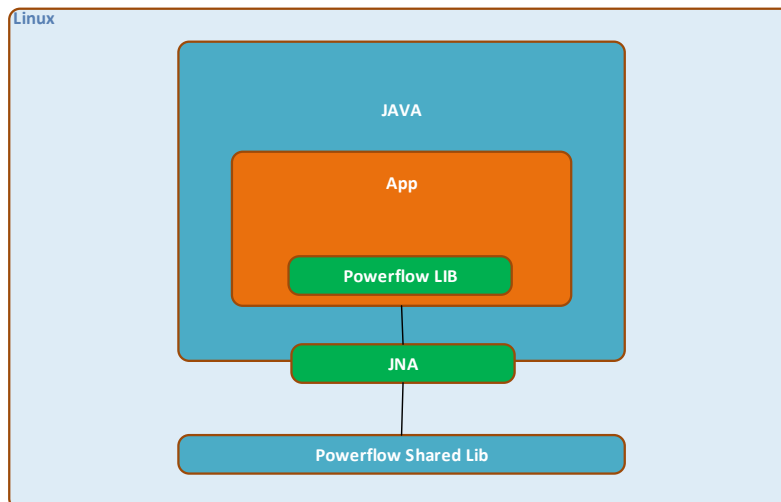 Linux
JAVA
App
Powerflow LIB
JNA
Powerflow Shared Lib